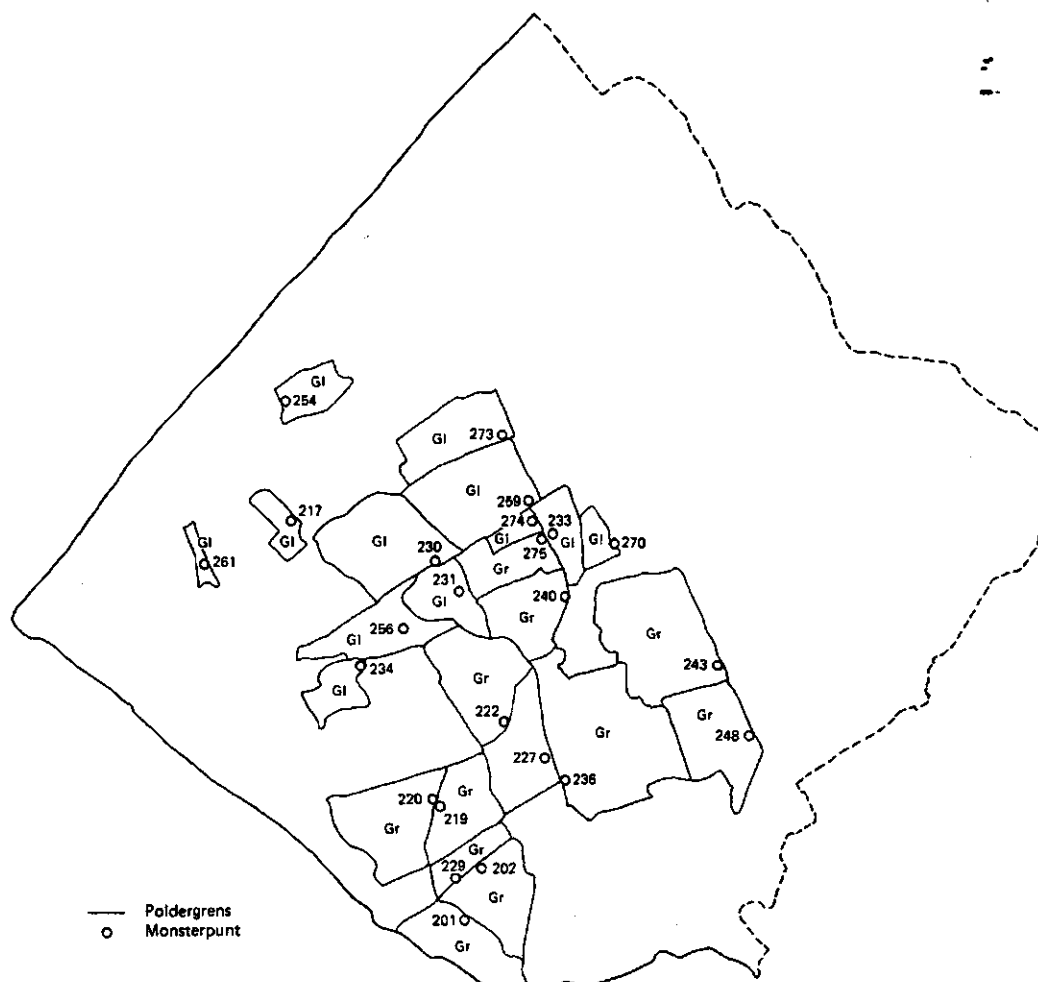 Gl
254
Gl
273
217
Gl
Gl
259
274
233
Gl
261
Gl
230
Gl
275
Gl
Gl
270
Gr
231
Gl
240
Gr
Gl
256
Gr
234
243
Gl
Gr
222
Gr
248
Gr
227
236
Gr
220
219
Gr
Gr
229
202
Gr
201
Gr
Poldergrens
Monsterpunt